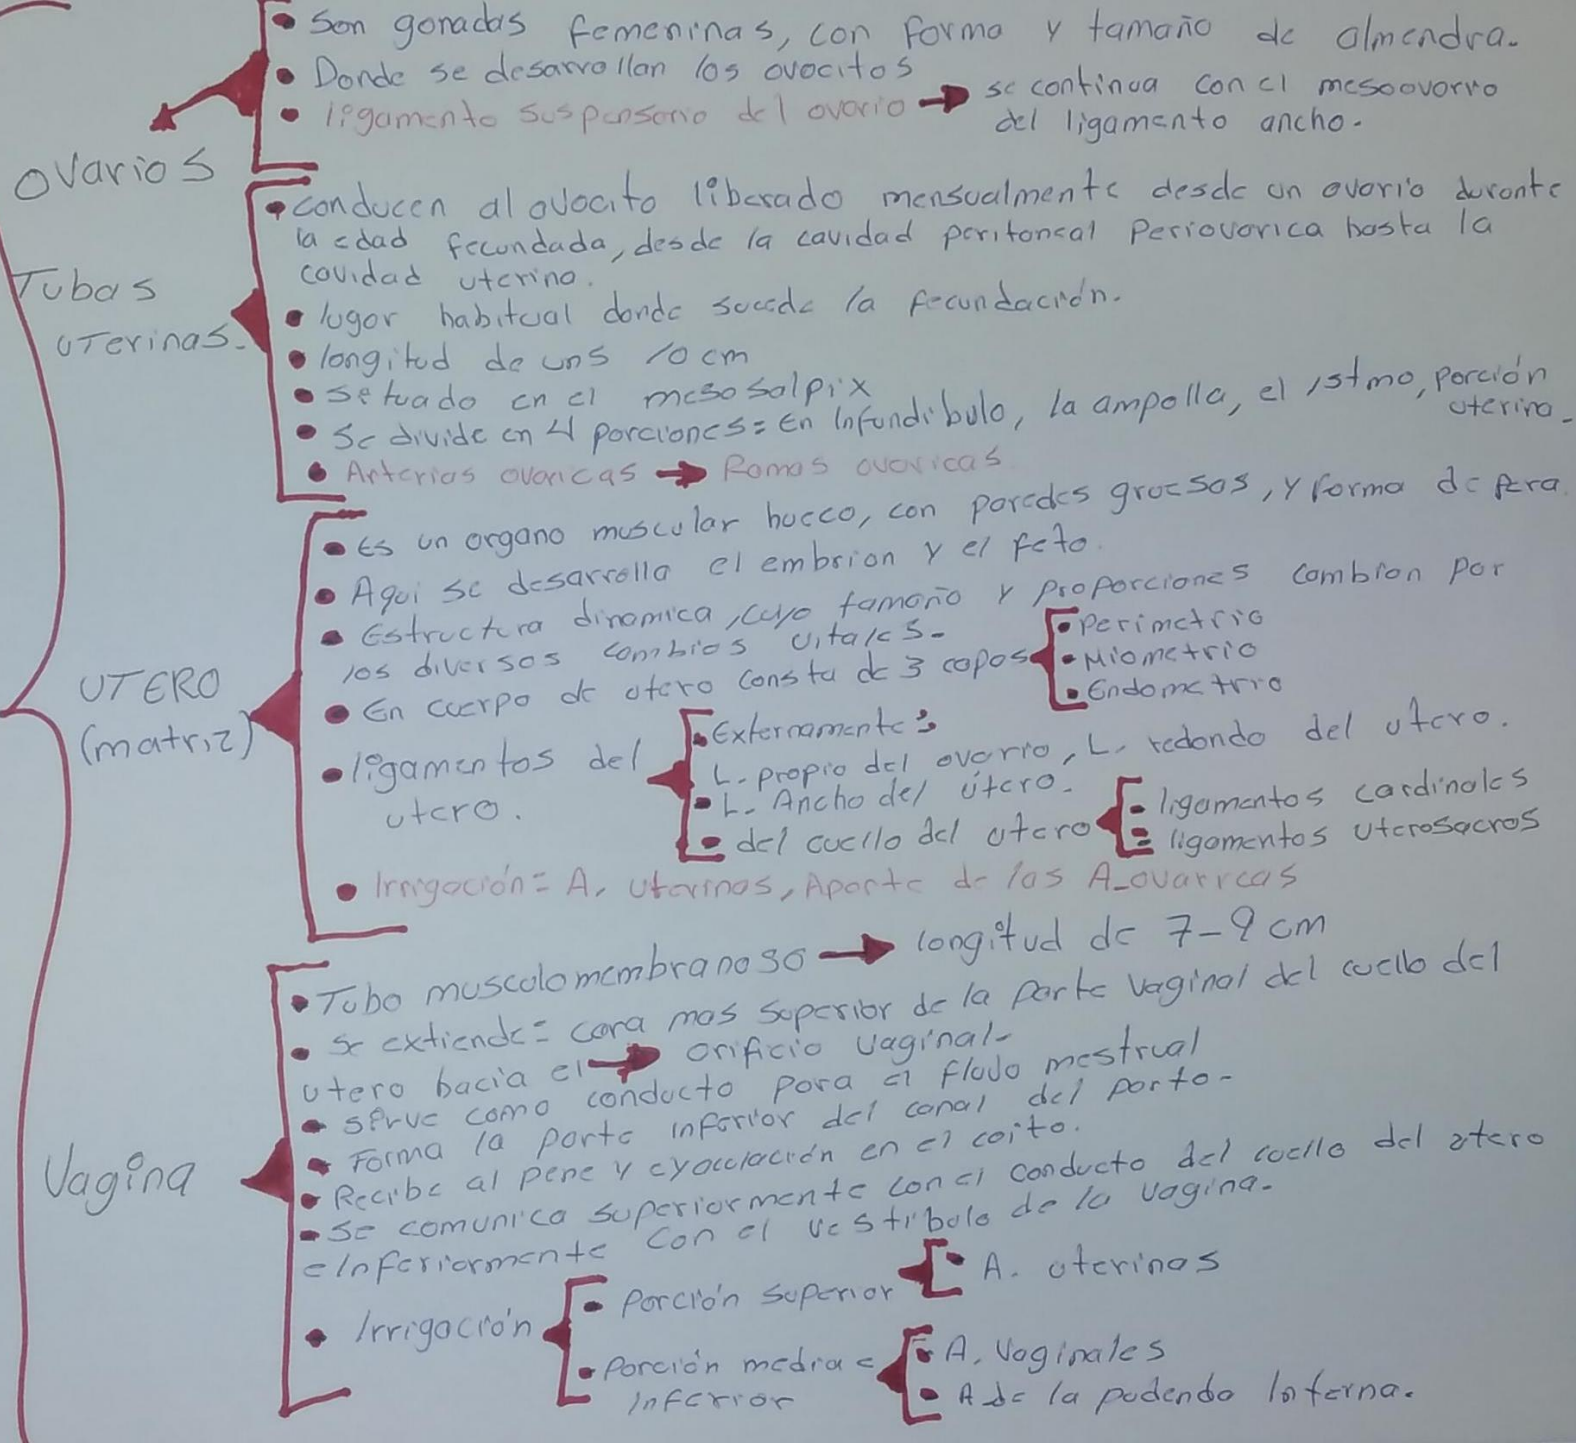 Ovarios
• Son gonadas femeninas, con forma y tamaño de almendra.
• Donde se desarrollan los ovocitos
• ligamento suspensorio del ovario → se continua con el mesoovorro
del ligamento ancho.
Tubas
uterinas.
• conducen al ovocito liberado mensualmente desde un ovario durante
la edad fecundada, desde la cavidad peritoneal periovarica hasta la
cavidad uterina.
• lugar habitual donde sucede la fecundación.
• longitud de uns 10 cm
• setuado en el mesosalpix
• Se divide en 4 porciones= En Infundibulo, la ampolla, el istmo, porción
uterina.
• Arterias ovaricas → Ramas ovaricas
UTERO
(matriz)
• Es un organo muscular hueco, con paredes gruesas, y forma de pera.
• Aqui se desarrolla el embrion y el feto.
• Estructura dinamica, cuyo tamaño y proporciones cambian por
los diversos cambios vitales.
• En cuerpo de utero consta de 3 capas
• Perimetrio
• Miometrio
• Endometrio
• ligamentos del
utero.
• Externamente:
L. propio del ovario, L. redondo del utero.
• L. Ancho del útero.
• del cuello del utero
- ligamentos cardinales
= ligamentos uterosacros
• Irrigación= A. uterinas, Aporte de las A_ovaricas
Vagina
• Tubo musculomembranoso → longitud de 7-9 cm
• se extiende= cara mas superior de la parte vaginal del cuello del
utero hacia el → orificio vaginal-
• sirve como conducto para el flujo mestrual
• Forma la parte inferior del canal del parto-
• Recibe al pene y eyaculación en el coito.
• Se comunica superiormente con el conducto del cuello del utero
e Inferiormente con el vestibulo de la vagina.
• Irrigación
• Porción superior
• A. uterinas
• Porción media e
Inferior
• A. Vaginales
• A de la pudenda Interna.